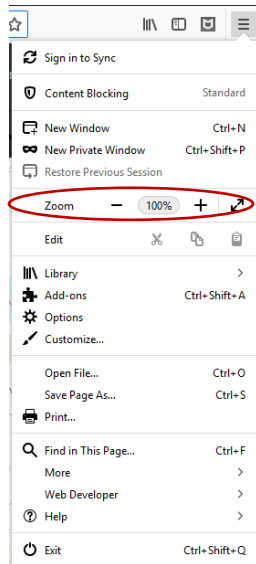 Sign in to Sync
Content Blocking Standard
New Window Ctrl+N
New Private Window Ctrl+Shift+P
Restore Previous Session
Zoom − 100% +
Edit
Library >
Add-ons Ctrl+Shift+A
Options
Customize...
Open File... Ctrl+O
Save Page As... Ctrl+S
Print...
Find in This Page... Ctrl+F
More >
Web Developer >
Help >
Exit Ctrl+Shift+Q